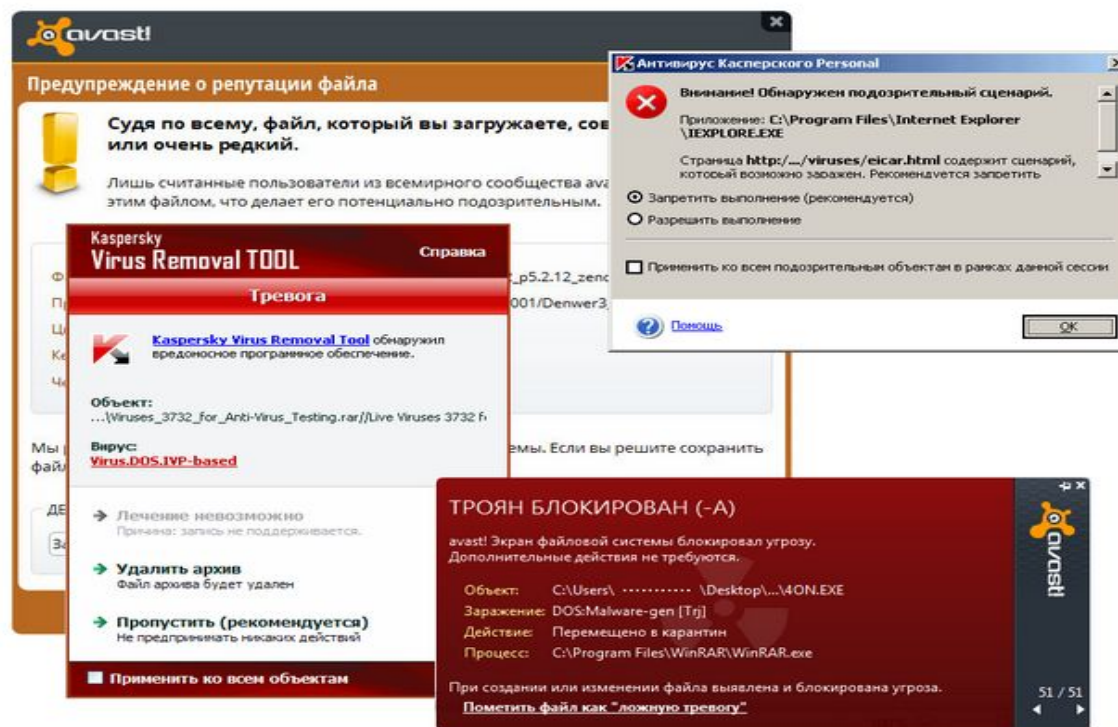 avast!
Предупреждение о репутации файла
Судя по всему, файл, который вы загружаете,
или очень редкий.
Лишь считанные пользователи из всемирного сообщества
этим файлом, что делает его потенциально подозрительным.
_p5.2.12_
001/Denwer3_
Мы
емы. Если вы решите сохранить
Антивирус Касперского Personal
Внимание! Обнаружен подозрительный сценарий.
Приложение: C:\Program Files\Internet Explorer
\IEXPLORE.EXE
Страница http:/.../viruses/eicar.html содержит сценарий,
который возможно заражен. Рекомендуется запретить
Запретить выполнение (рекомендуется)
Разрешить выполнение
Применить ко всем подозрительным объектам в рамках данной сессии
Помощь
OK
Kaspersky
Virus Removal TOOL
Справка
Тревога
Kaspersky Virus Removal Tool обнаружил
вредоносное программное обеспечение.
Объект:
...\Viruses_3732_for_Anti-Virus_Testing.rar//Live Viruses 3732 f
Вирус:
Virus.DOS.IVP-based
Лечение невозможно
Причина: запись не поддерживается.
Удалить архив
Файл архива будет удален
Пропустить (рекомендуется)
Не предпринимать никаких действий
Применить ко всем объектам
ТРОЯН БЛОКИРОВАН (-A)
avast! Экран файловой системы блокировал угрозу.
Дополнительные действия не требуются.
Объект: C:\Users\ ··········· \Desktop\...\4ON.EXE
Заражение: DOS:Malware-gen [Trj]
Действие: Перемещено в карантин
Процесс: C:\Program Files\WinRAR\WinRAR.exe
При создании или изменении файла выявлена и блокирована угроза.
Пометить файл как "ложную тревогу"
avast!
51 / 51